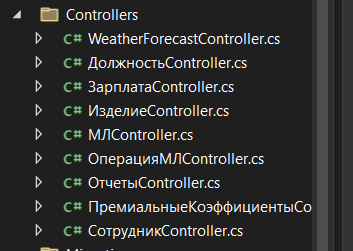 Controllers
C# WeatherForecastController.cs
C# ДолжностьController.cs
C# ЗарплатаController.cs
C# ИзделиеController.cs
C# МЛController.cs
C# ОперацияМЛController.cs
C# ОтчетыController.cs
C# ПремиальныеКоэффициентыCo
C# СотрудникController.cs